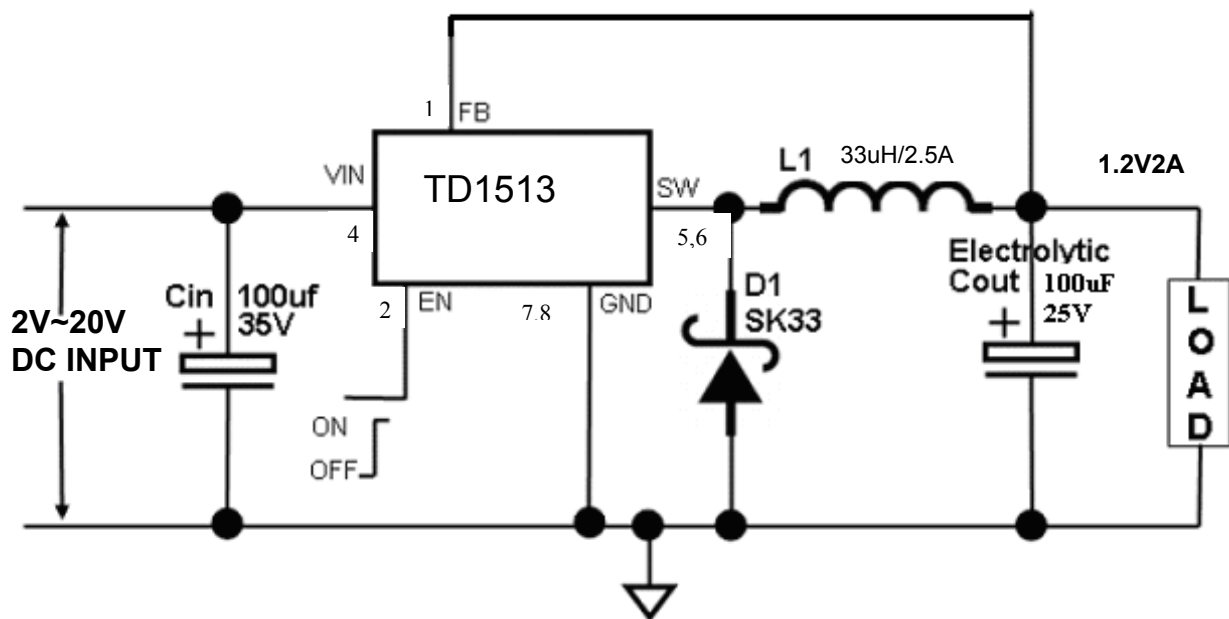 1 FB
VIN
TD1513
SW
4
5,6
L1 33uH/2.5A
1.2V2A
2V~20V
DC INPUT
Cin 100uf
+ 35V
2 EN
7.8 GND
ON
OFF
D1
SK33
Electrolytic
Cout 100uF
+ 25V
LOAD